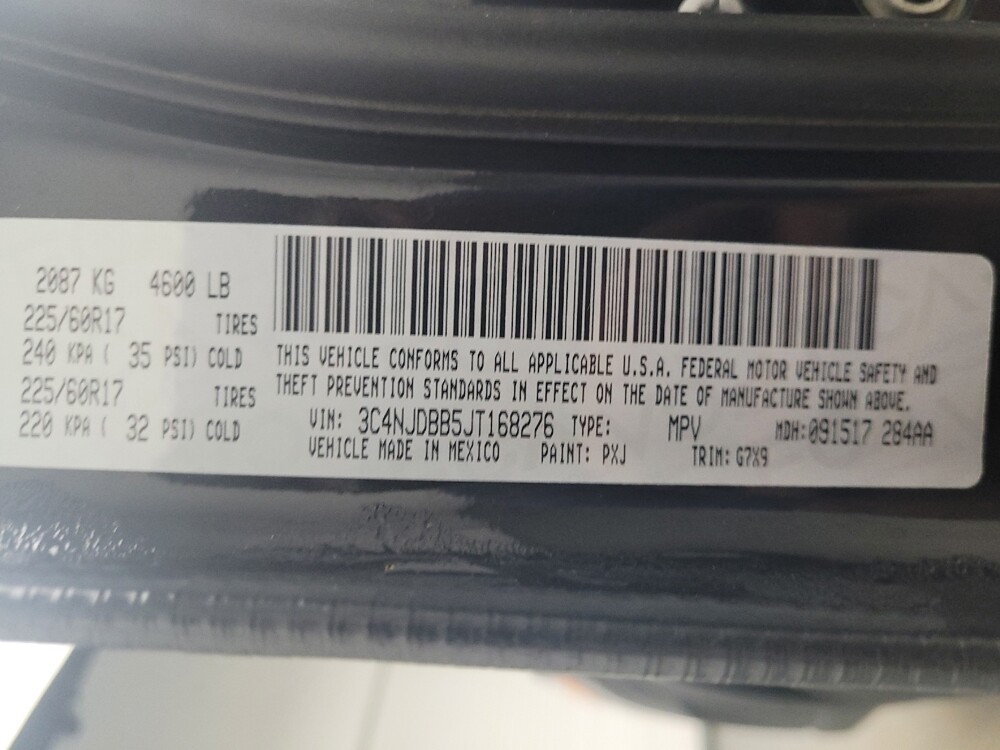 2087 KG 4600 LB
225/60R17 TIRES
240 KPA ( 35 PSI) COLD
225/60R17 TIRES
220 KPA ( 32 PSI) COLD
THIS VEHICLE CONFORMS TO ALL APPLICABLE U.S.A. FEDERAL MOTOR VEHICLE SAFETY AND
THEFT PREVENTION STANDARDS IN EFFECT ON THE DATE OF MANUFACTURE SHOWN ABOVE.
VIN: 3C4NJDBB5JT168276 TYPE: MPV MDH:091517 284AA
VEHICLE MADE IN MEXICO PAINT: PXJ TRIM: G7X9